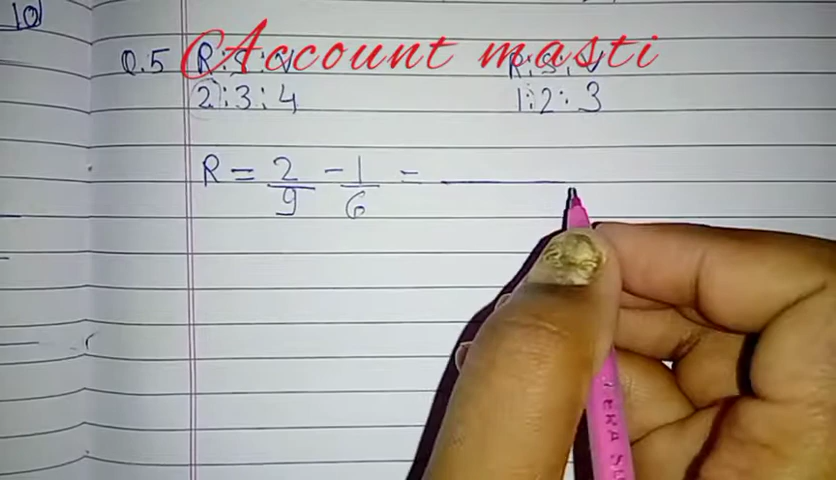 10
Account masti
Q.5 R:S:V R:S:V
2:3:4 1:2:3
R = 2/9 - 1/6 =